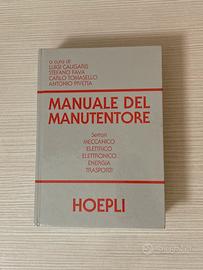 a cura di
LUIGI CALIGARIS
STEFANO FAVA
CARLO TOMASELLO
ANTONIO PIVETTA
MANUALE DEL
MANUTENTORE
Settori
MECCANICO
ELETTRICO
ELETTRONICO
ENERGIA
TRASPORTI
HOEPLI
subito